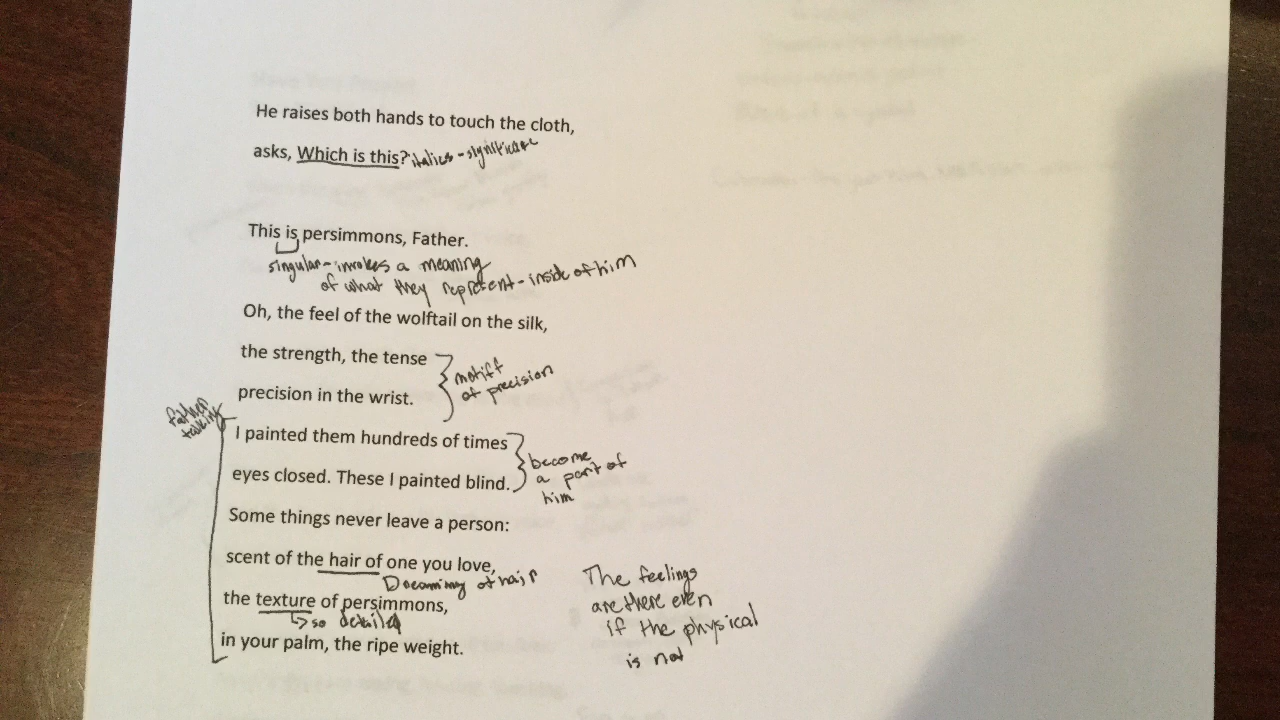 He raises both hands to touch the cloth,
asks, Which is this? italics - significance
This is persimmons, Father.
singular - invokes a meaning
of what they represent - inside of him
Oh, the feel of the wolftail on the silk,
the strength, the tense
precision in the wrist.
motiff
of precision
father
talking
I painted them hundreds of times
eyes closed. These I painted blind.
become
a part of
him
Some things never leave a person:
scent of the hair of one you love,
Dreaming of hair
the texture of persimmons,
so detailed
in your palm, the ripe weight.
The feelings
are there even
if the physical
is not